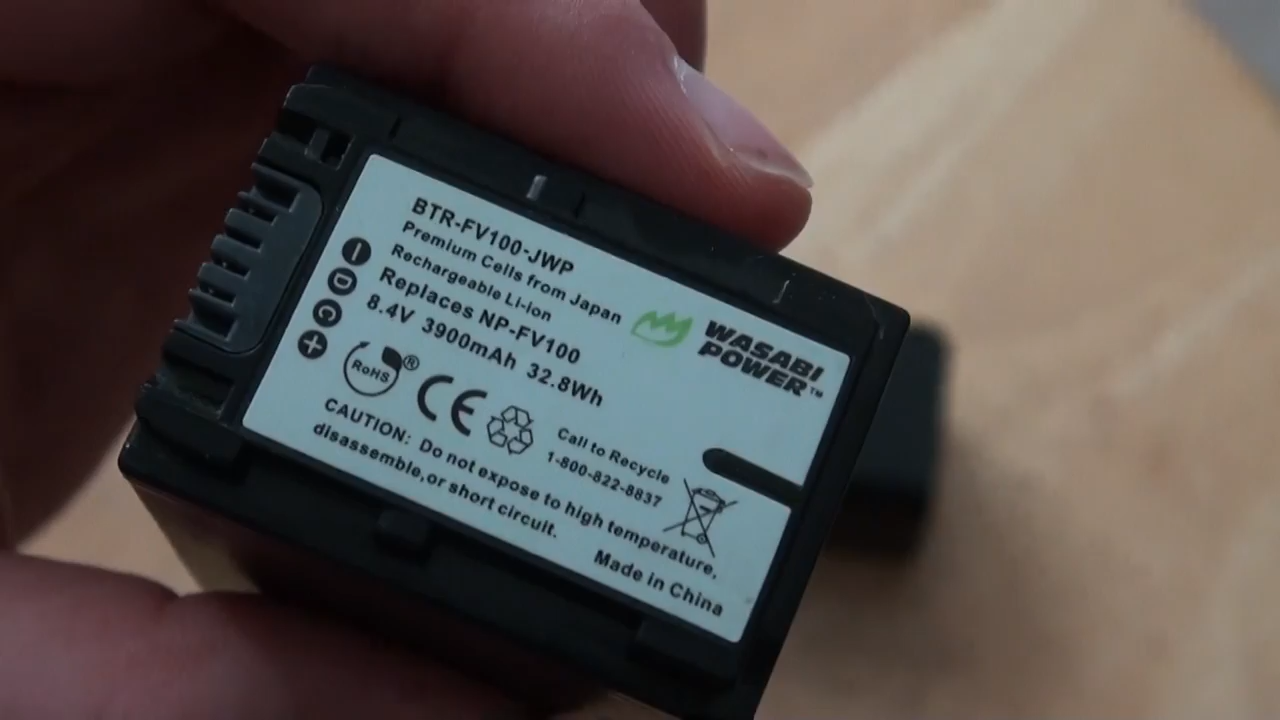 BTR-FV100-JWP
Premium Cells from Japan
Rechargeable Li-ion
Replaces NP-FV100
8.4V 3900mAh 32.8Wh
WASABI
POWER™
I
D
C
+
RoHS ®
CE
Call to Recycle
1-800-822-8837
CAUTION: Do not expose to high temperature,
disassemble,or short circuit.
Made in China